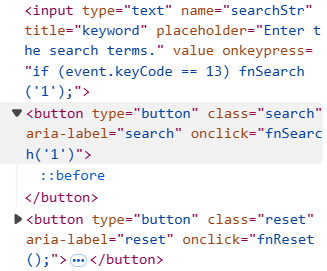 <input type="text" name="searchStr"
title="keyword" placeholder="Enter t
he search terms." value onkeypress=
"if (event.keyCode == 13) fnSearch
('1');">
<button type="button" class="search"
aria-label="search" onclick="fnSearc
h('1')">
::before
</button>
<button type="button" class="reset"
aria-label="reset" onclick="fnReset
();">…</button>